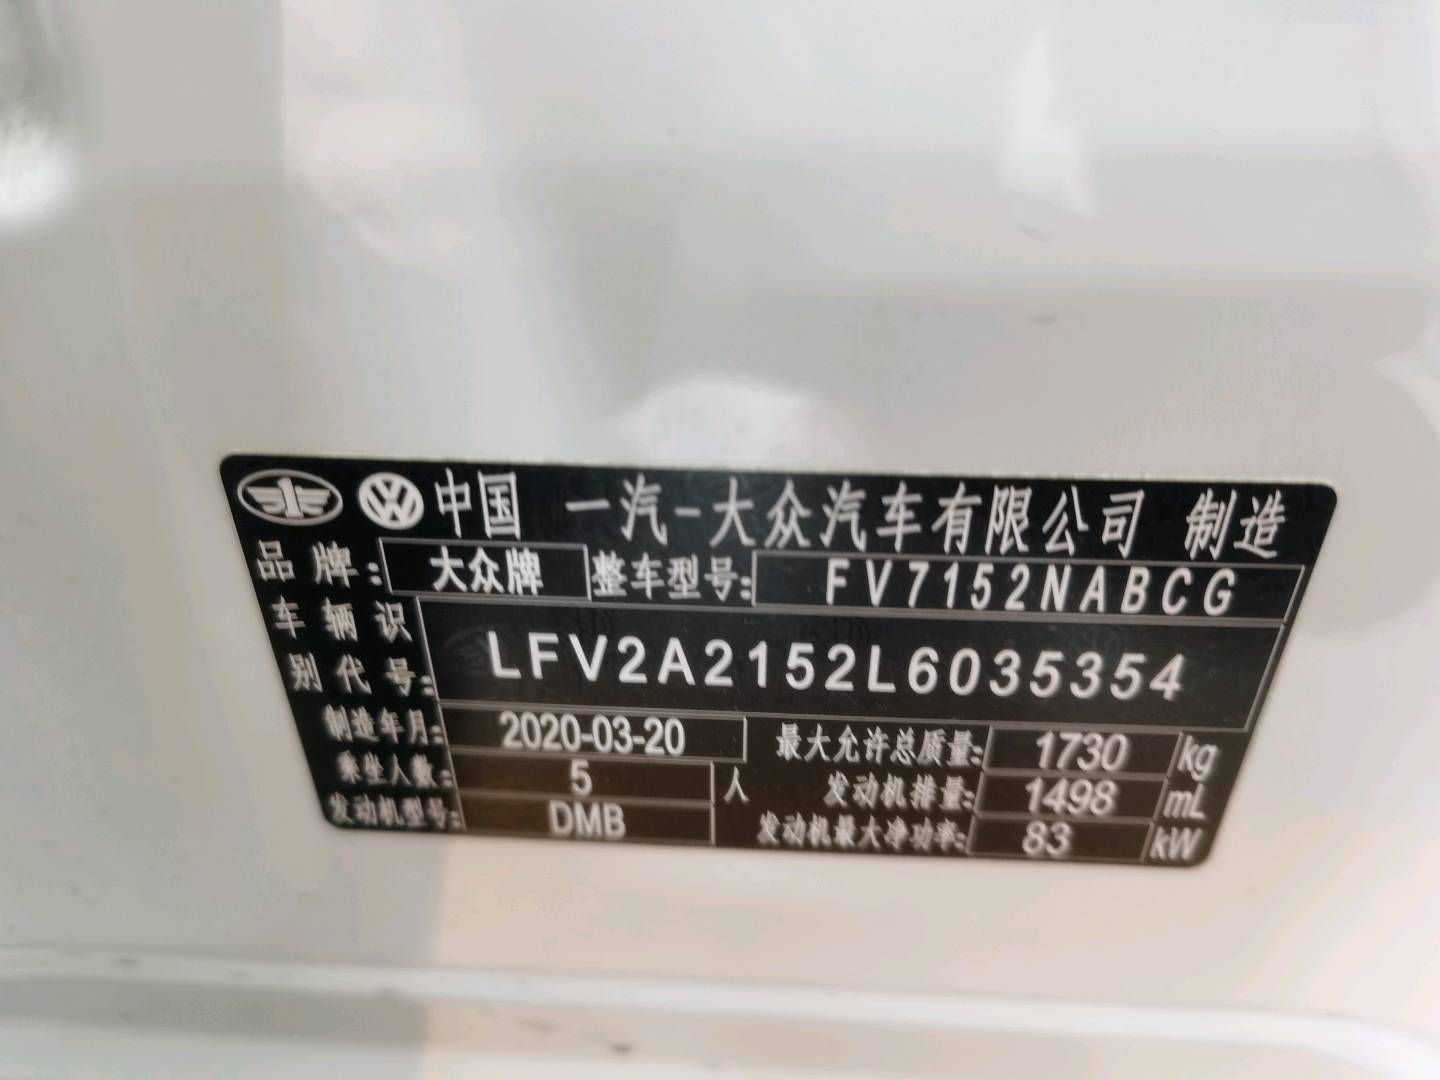 中国 一汽-大众汽车有限公司 制造
品牌: 大众牌 整车型号: FV7152NABCG
车辆识别代号: LFV2A2152L6035354
制造年月: 2020-03-20 最大允许总质量: 1730 kg
乘坐人数: 5 人 发动机排量: 1498 mL
发动机型号: DMB 发动机最大净功率: 83 kW